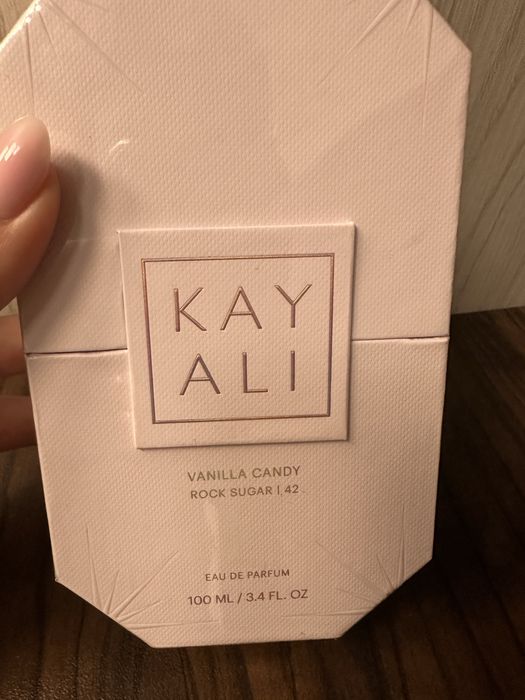 KAY
ALI
VANILLA CANDY
ROCK SUGAR | 42
EAU DE PARFUM
100 ML / 3.4 FL. OZ